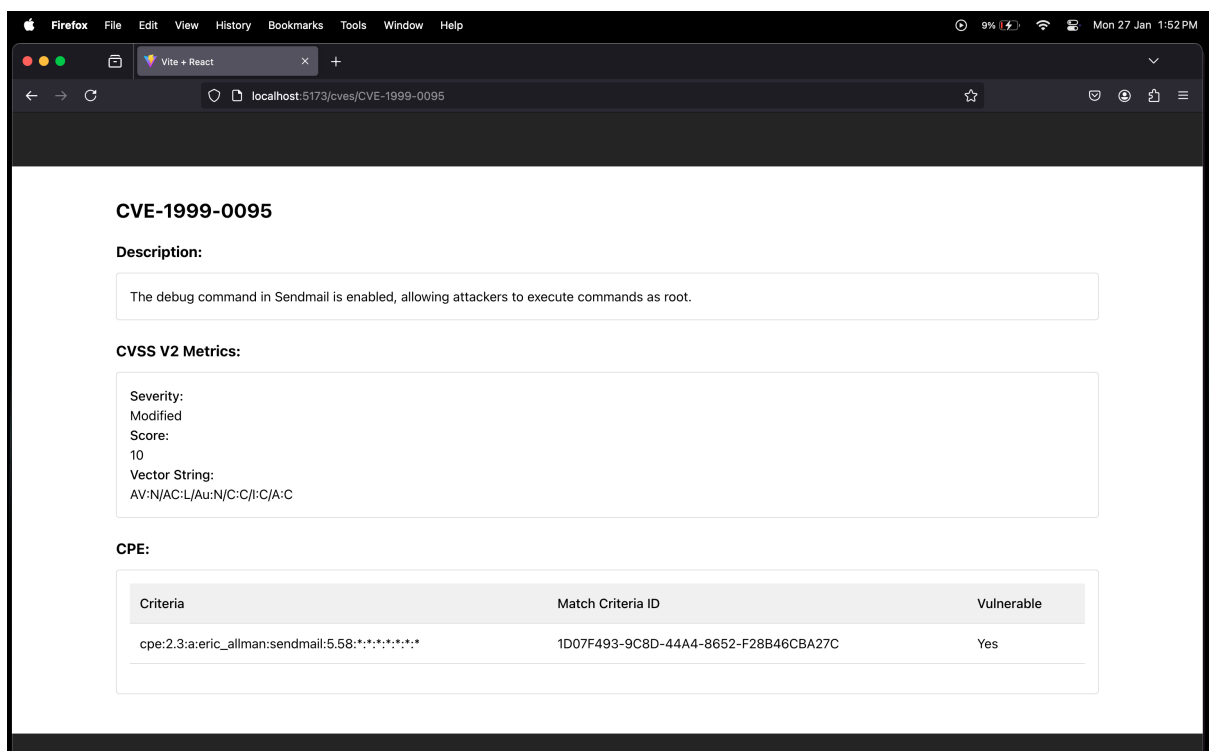 Firefox File Edit View History Bookmarks Tools Window Help 9% Mon 27 Jan 1:52 PM
Vite + React
localhost:5173/cves/CVE-1999-0095
CVE-1999-0095
Description:
The debug command in Sendmail is enabled, allowing attackers to execute commands as root.
CVSS V2 Metrics:
Severity:
Modified
Score:
10
Vector String:
AV:N/AC:L/Au:N/C:C/I:C/A:C
CPE:
Criteria Match Criteria ID Vulnerable
cpe:2.3:a:eric_allman:sendmail:5.58:*:*:*:*:*:*:* 1D07F493-9C8D-44A4-8652-F28B46CBA27C Yes